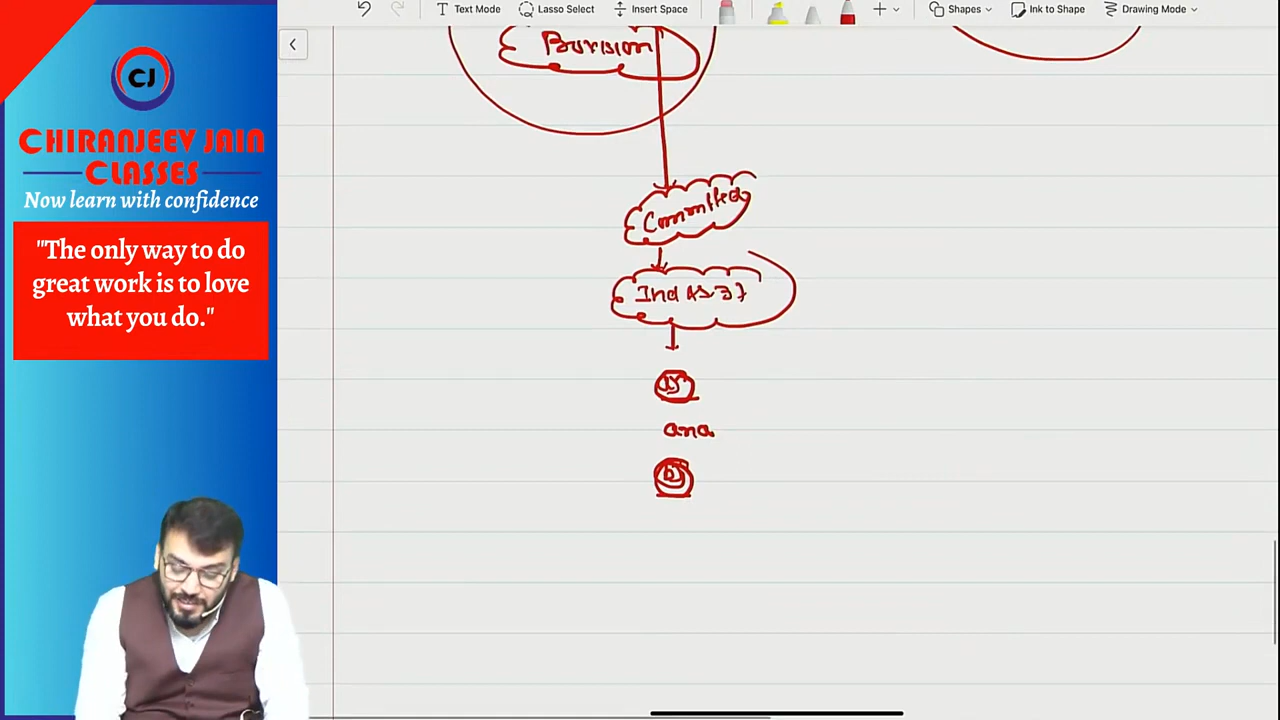 Text Mode Lasso Select Insert Space Shapes Ink to Shape Drawing Mode
CJ
CHIRANJEEV JAIN
CLASSES
Now learn with confidence
"The only way to do
great work is to love
what you do."
Committed
Ind AS 37
and